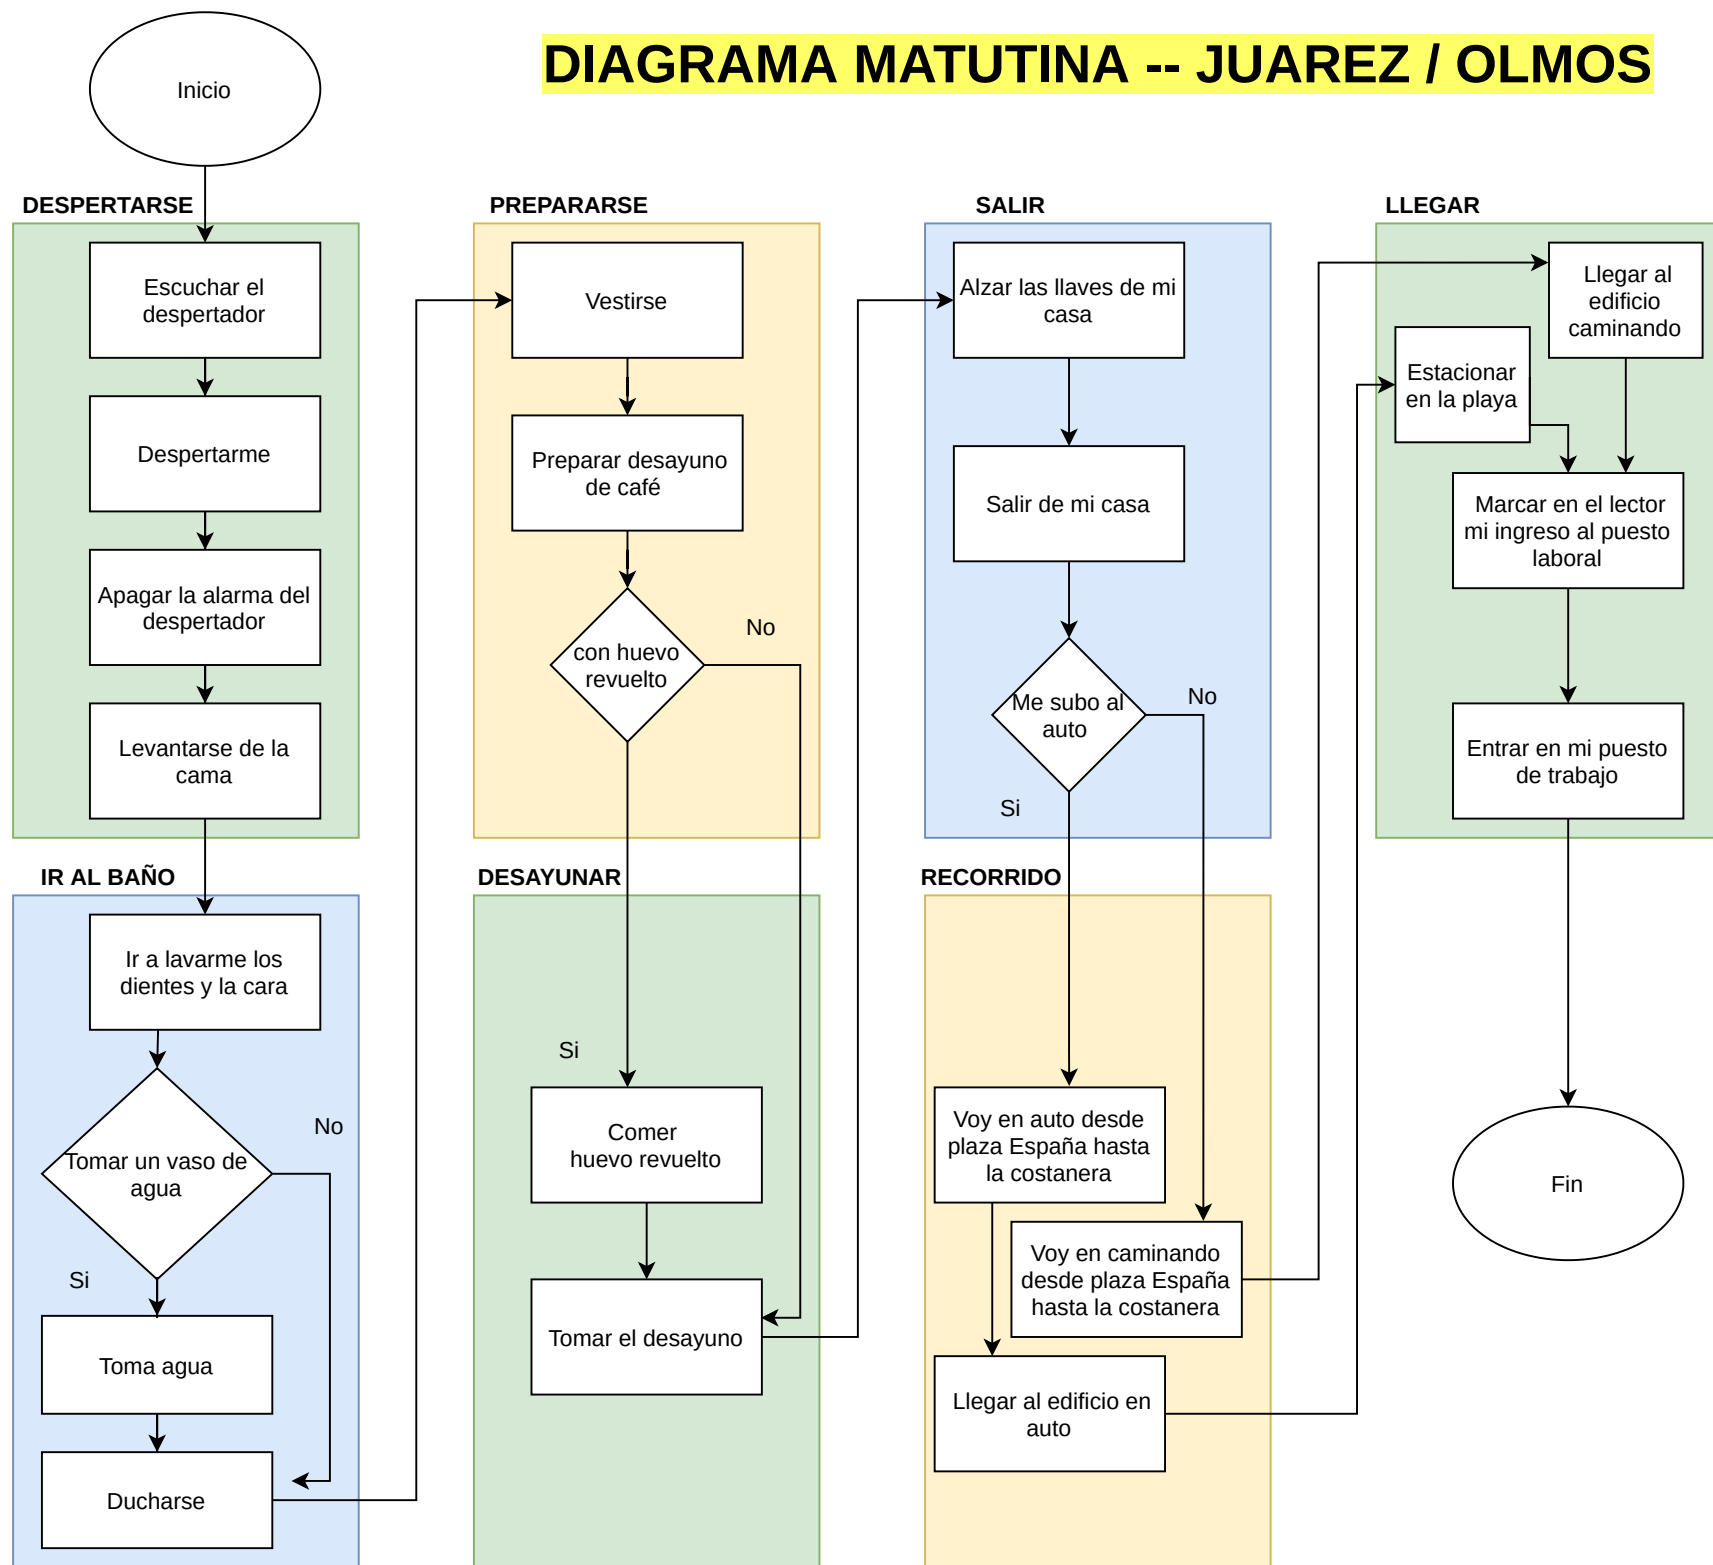 DIAGRAMA MATUTINA -- JUAREZ / OLMOS
Inicio
DESPERTARSE
Escuchar el
despertador
Despertarme
Apagar la alarma del
despertador
Levantarse de la
cama
IR AL BAÑO
Ir a lavarme los
dientes y la cara
Tomar un vaso de
agua
No
Si
Toma agua
Ducharse
PREPARARSE
Vestirse
Preparar desayuno
de café
con huevo
revuelto
No
DESAYUNAR
Si
Comer
huevo revuelto
Tomar el desayuno
SALIR
Alzar las llaves de mi
casa
Salir de mi casa
Me subo al
auto
No
Si
RECORRIDO
Voy en auto desde
plaza España hasta
la costanera
Voy en caminando
desde plaza España
hasta la costanera
Llegar al edificio en
auto
LLEGAR
Llegar al
edificio
caminando
Estacionar
en la playa
Marcar en el lector
mi ingreso al puesto
laboral
Entrar en mi puesto
de trabajo
Fin